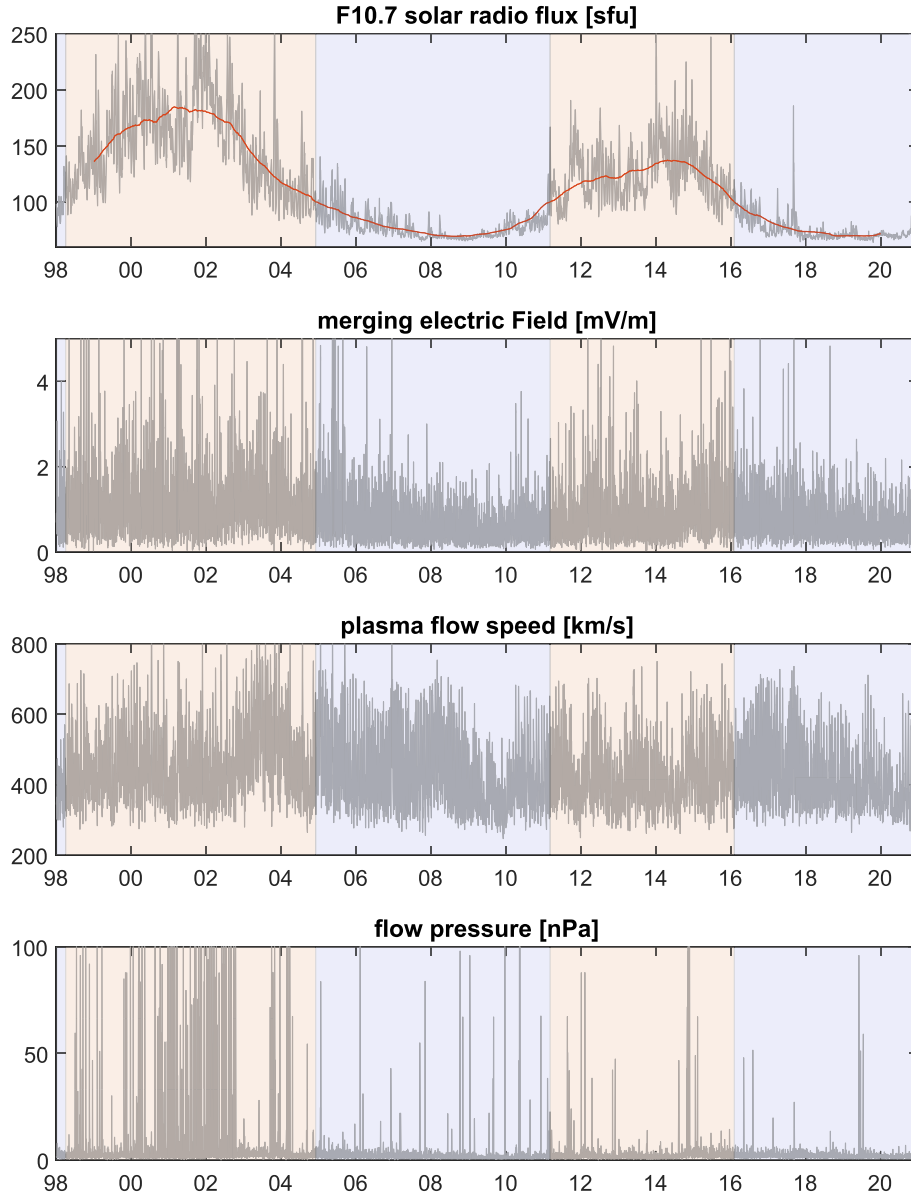 F10.7 solar radio flux [sfu]
250
200
150
100
98 00 02 04 06 08 10 12 14 16 18 20
merging electric Field [mV/m]
4
2
0
98 00 02 04 06 08 10 12 14 16 18 20
plasma flow speed [km/s]
800
600
400
200
98 00 02 04 06 08 10 12 14 16 18 20
flow pressure [nPa]
100
50
0
98 00 02 04 06 08 10 12 14 16 18 20